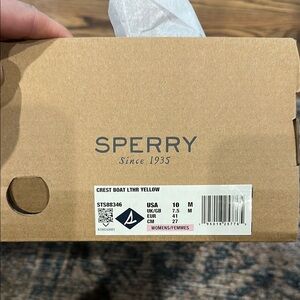 SPERRY
Since 1935
CREST BOAT LTHR YELLOW
STS88346
USA 10 M
UK/GB 7.5 M
EUR 41
CM 27
WOMENS/FEMMES